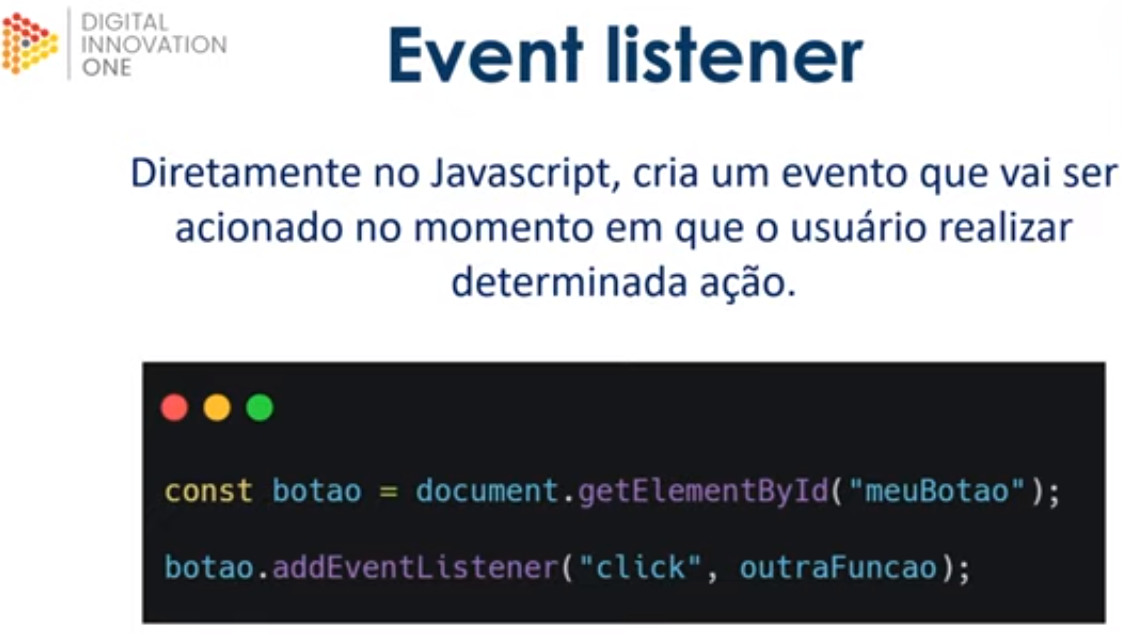 DIGITAL
INNOVATION
ONE
Event listener
Diretamente no Javascript, cria um evento que vai ser
acionado no momento em que o usuário realizar
determinada ação.
const botao = document.getElementById("meuBotao");
botao.addEventListener("click", outraFuncao);